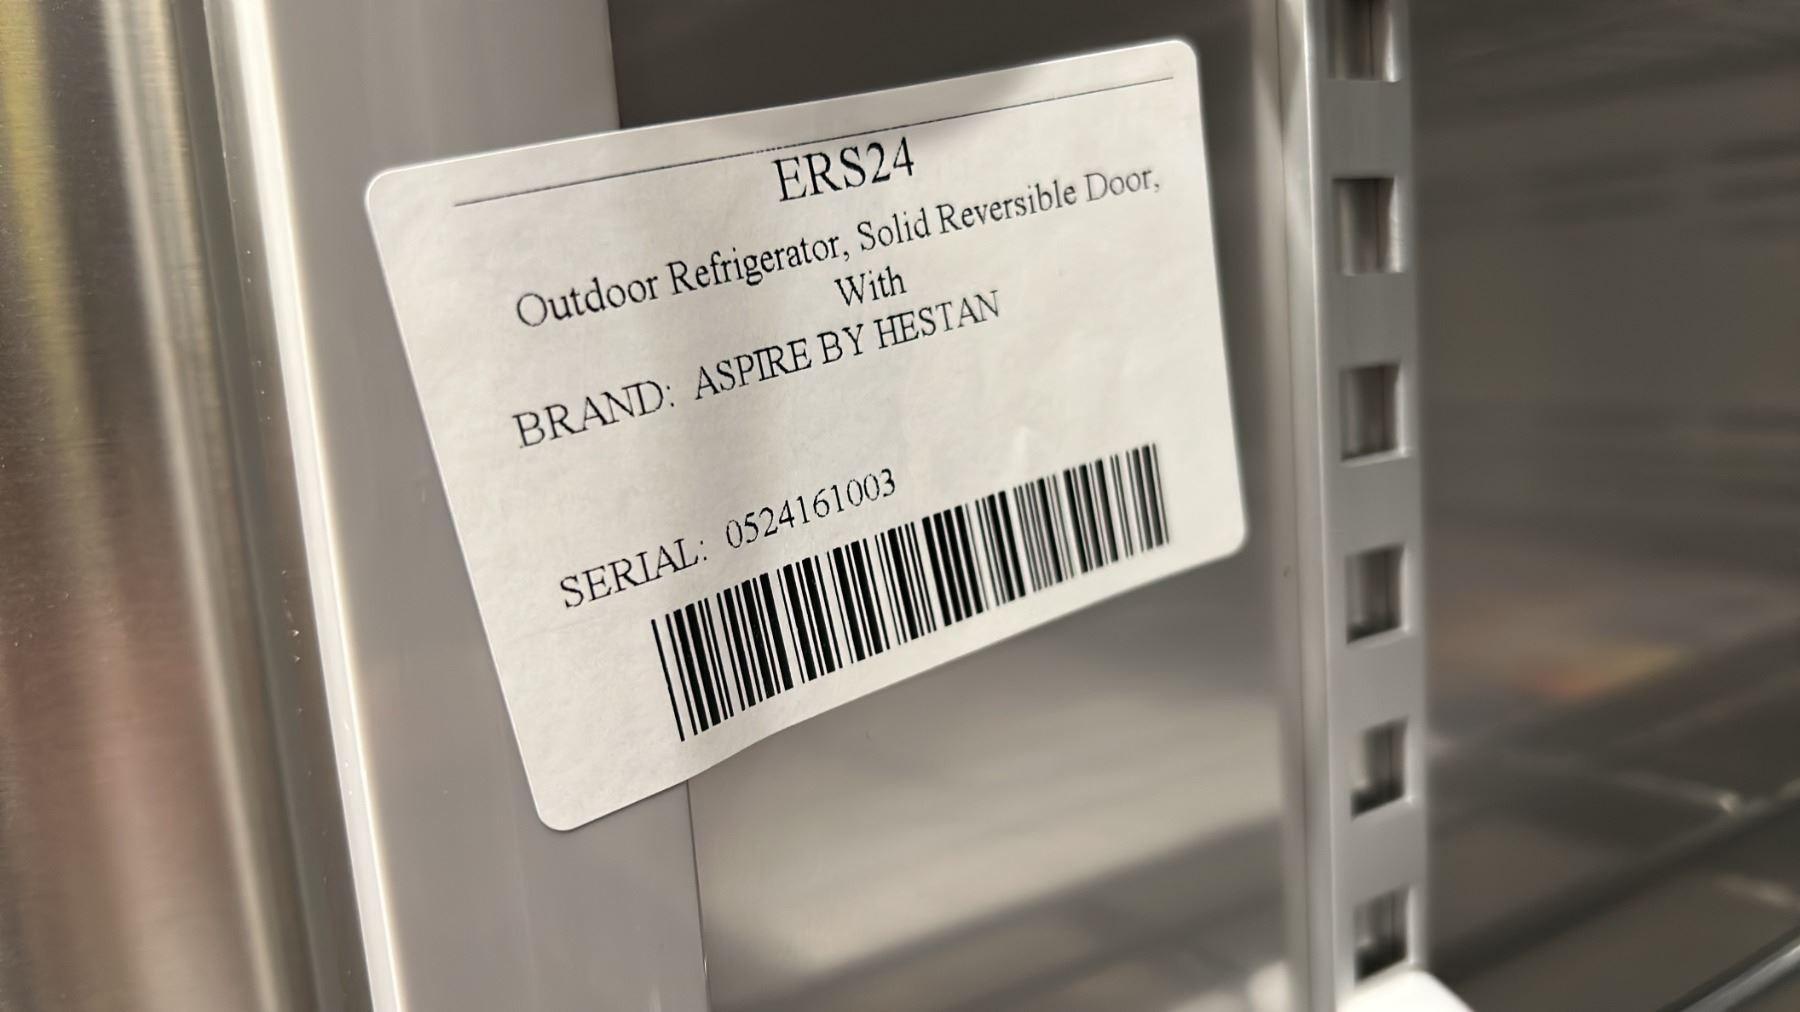 ERS24
Outdoor Refrigerator, Solid Reversible Door,
With
BRAND: ASPIRE BY HESTAN
SERIAL: 0524161003